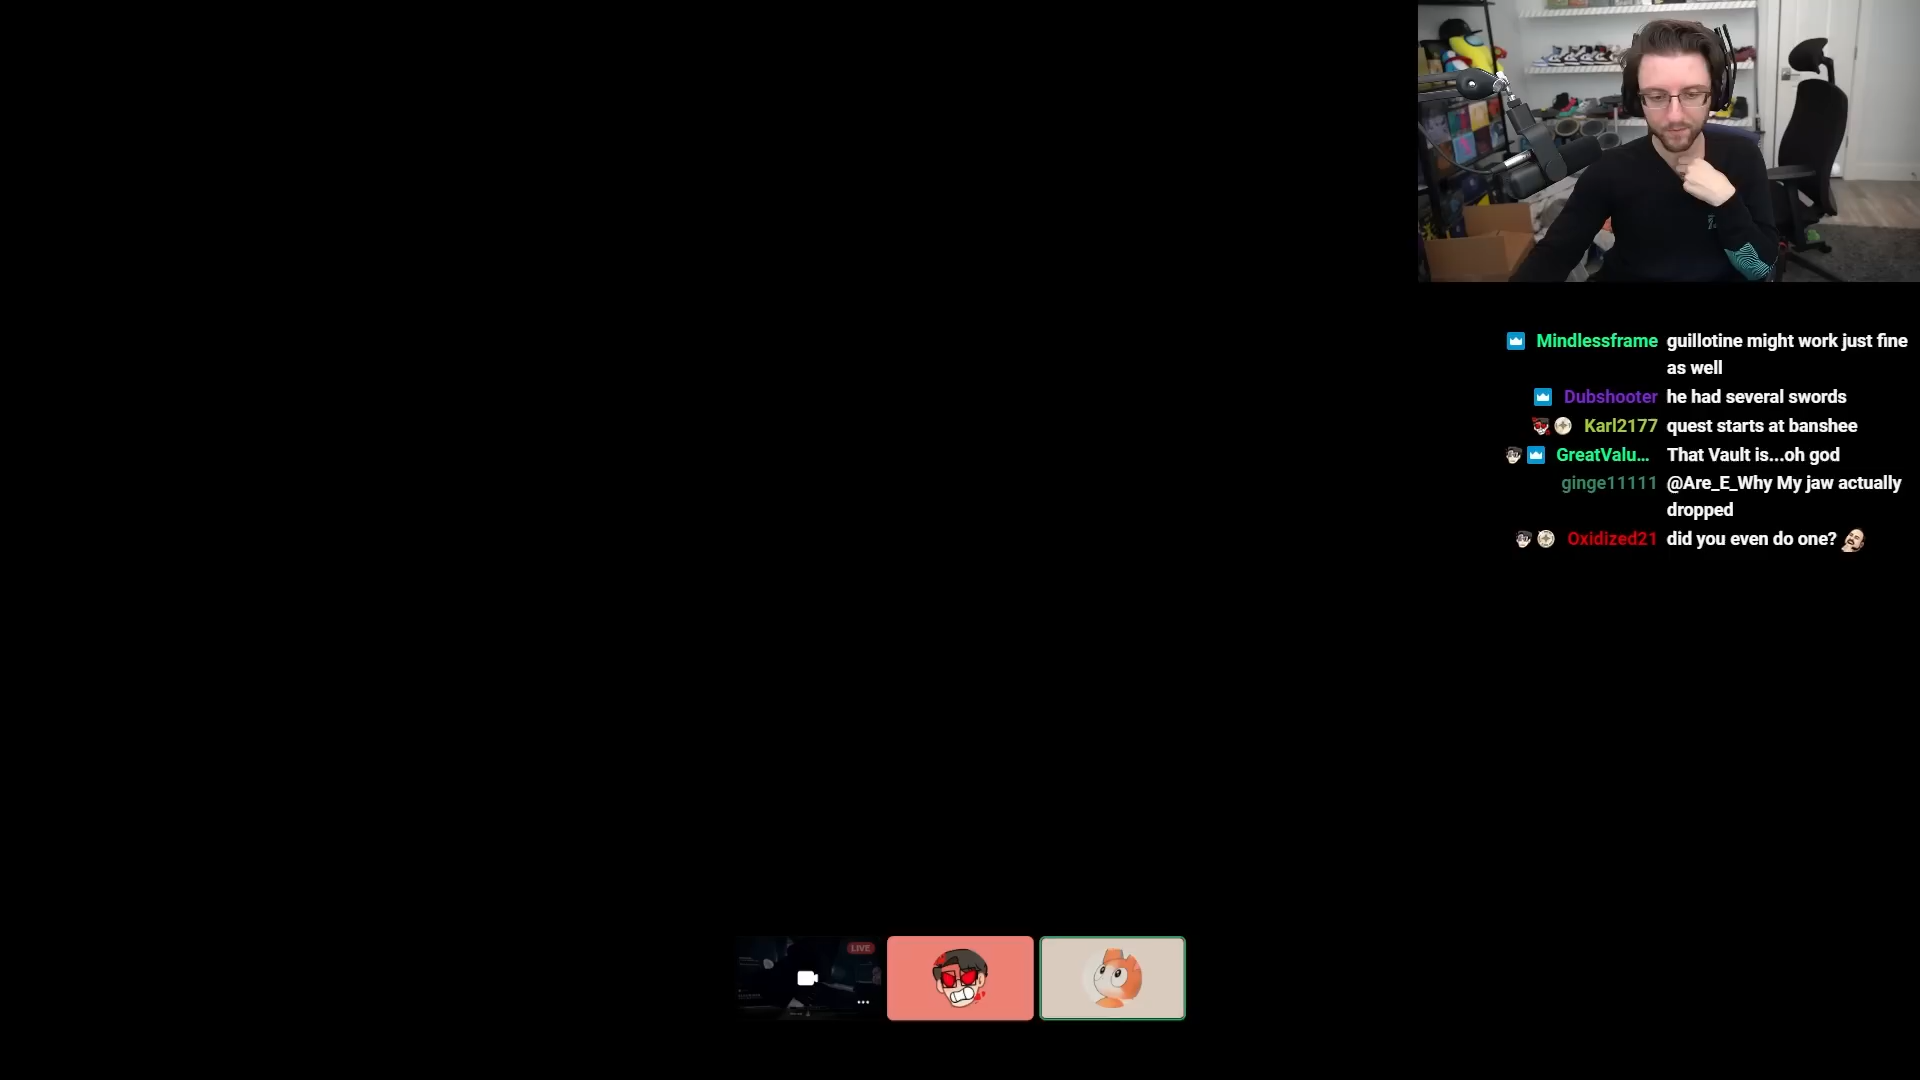 Mindlessframe guillotine might work just fine
as well
Dubshooter he had several swords
Karl2177 quest starts at banshee
GreatValu... That Vault is...oh god
ginge11111 @Are_E_Why My jaw actually
dropped
Oxidized21 did you even do one?
LIVE